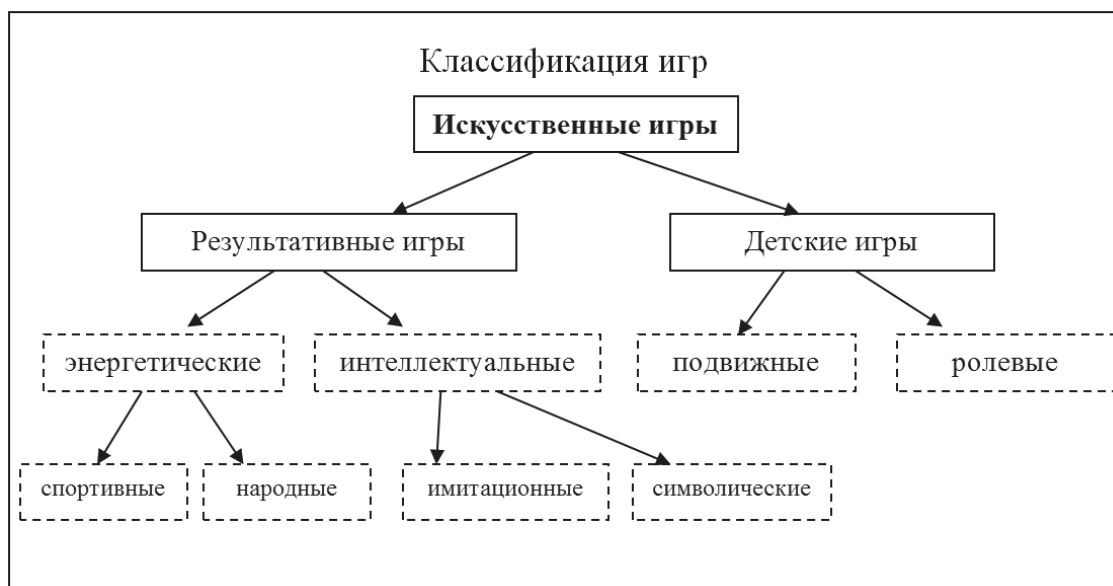 Классификация игр
Искусственные игры
Результативные игры
Детские игры
энергетические
интеллектуальные
подвижные
ролевые
спортивные
народные
имитационные
символические